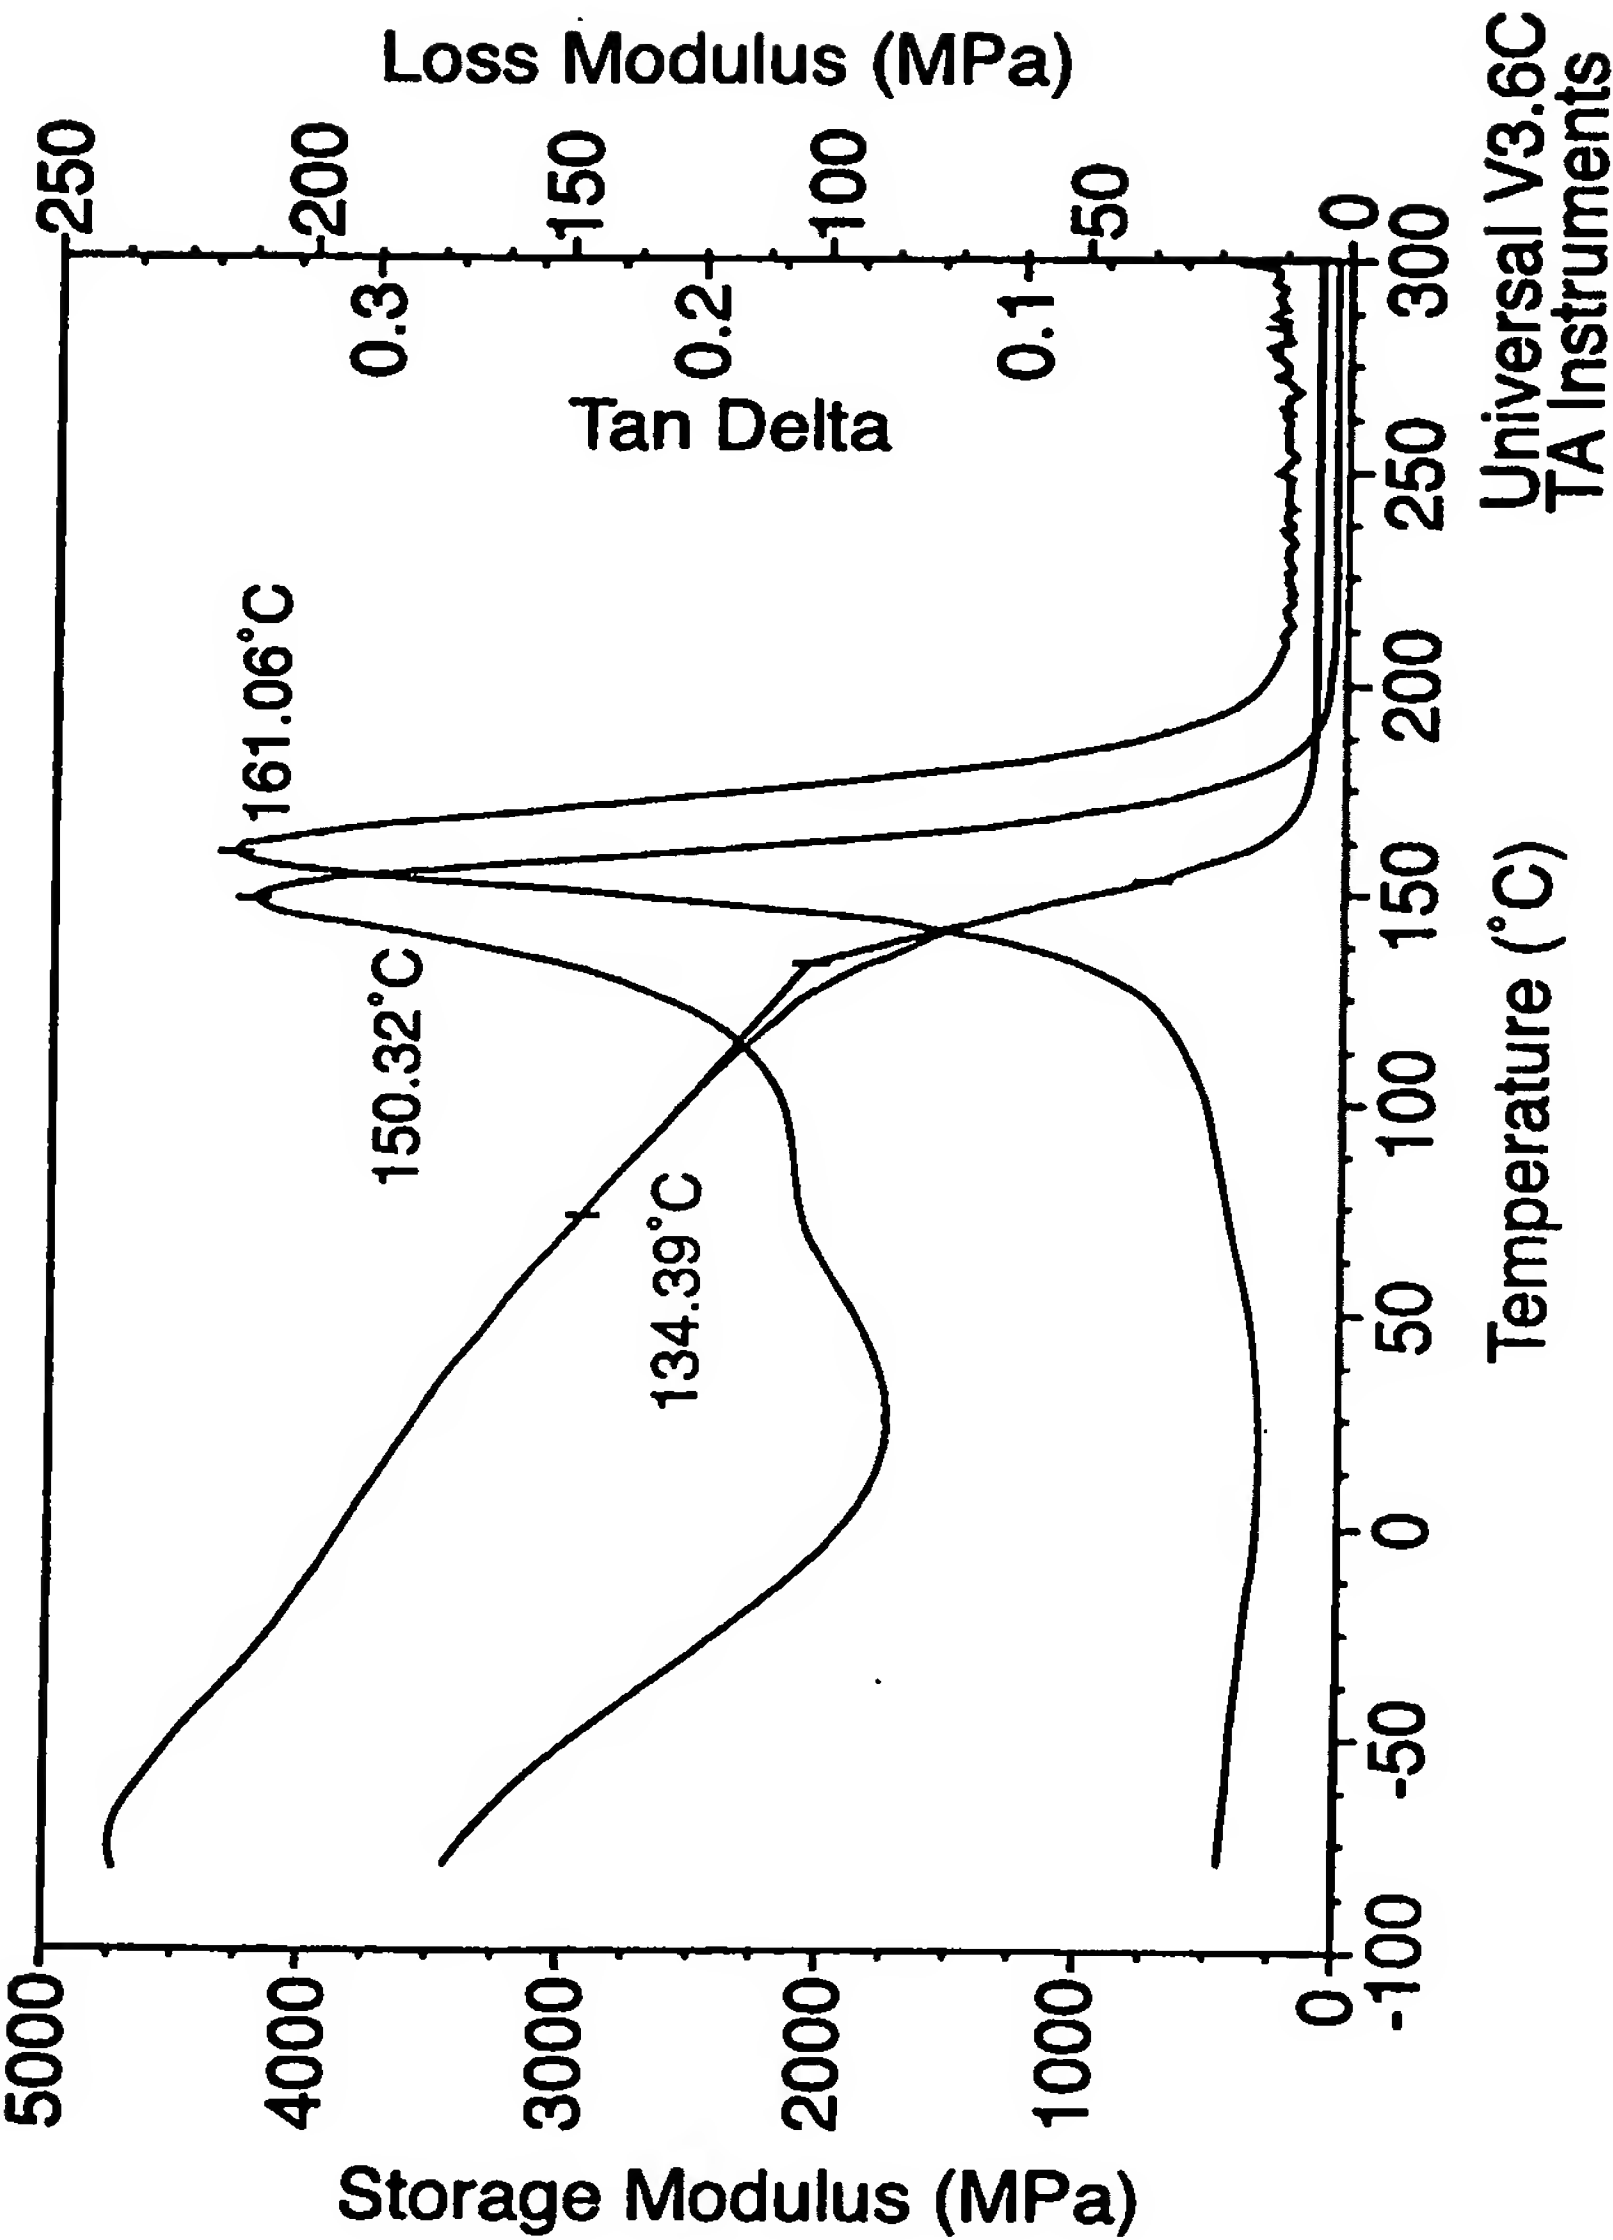 Storage Modulus (MPa)
5000
4000
3000
2000
1000
0
161.06°C
150.32°C
134.39°C
Tan Delta
0.3
0.2
0.1
Loss Modulus (MPa)
250
200
150
100
50
0
-100
-50
0
50
100
150
200
250
300
Temperature (°C)
Universal V3.6C
TA Instruments